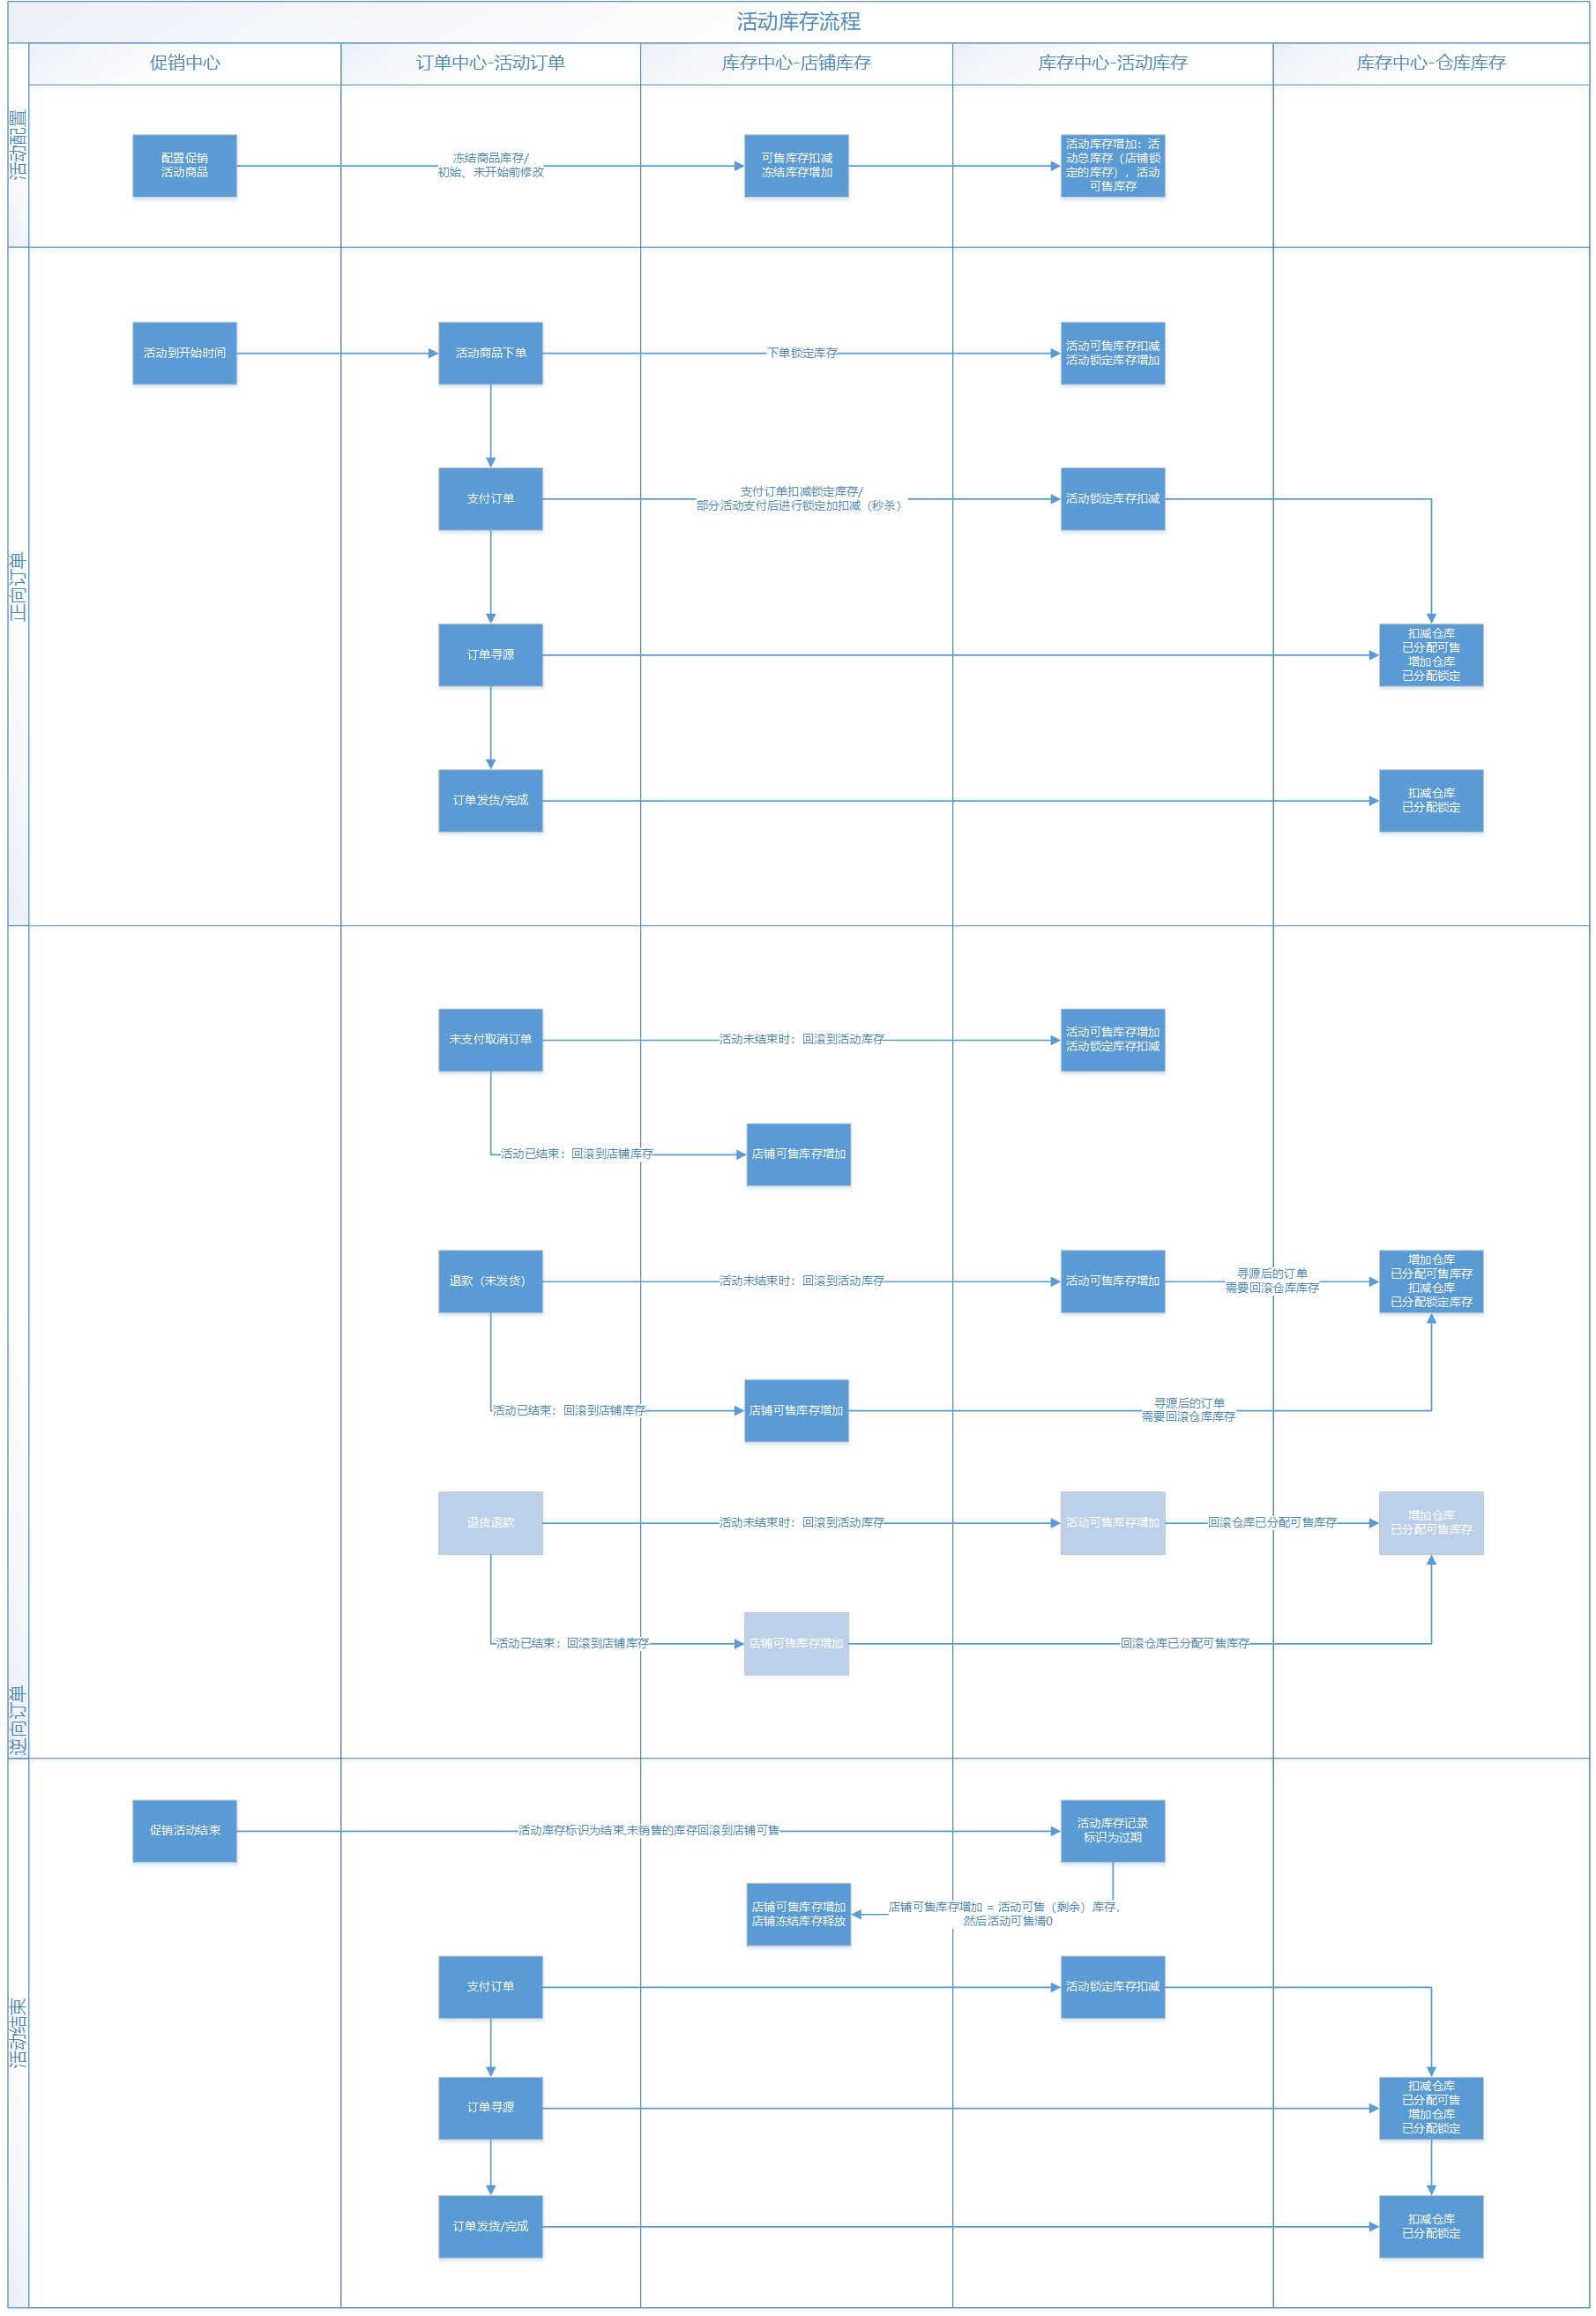 活动库存流程
促销中心
订单中心-活动订单
库存中心-店铺库存
库存中心-活动库存
库存中心-仓库库存
活动配置
配置促销
活动商品
冻结商品库存/
初始、未开始前修改
可售库存扣减
冻结库存增加
活动库存增加：活
动总库存（店铺锁
定的库存），活动
可售库存
正向订单
活动到开始时间
活动商品下单
下单锁定库存
活动可售库存扣减
活动锁定库存增加
支付订单
支付订单扣减锁定库存/
部分活动支付后进行锁定加扣减（秒杀）
活动锁定库存扣减
订单寻源
扣减仓库
已分配可售
增加仓库
已分配锁定
订单发货/完成
扣减仓库
已分配锁定
逆向订单
未支付取消订单
活动未结束时：回滚到活动库存
活动可售库存增加
活动锁定库存扣减
活动已结束：回滚到店铺库存
店铺可售库存增加
退款（未发货）
活动未结束时：回滚到活动库存
活动可售库存增加
寻源后的订单
需要回滚仓库库存
增加仓库
已分配可售库存
扣减仓库
已分配锁定库存
活动已结束：回滚到店铺库存
店铺可售库存增加
寻源后的订单
需要回滚仓库库存
退货退款
活动未结束时：回滚到活动库存
活动可售库存增加
回滚仓库已分配可售库存
增加仓库
已分配可售库存
活动已结束：回滚到店铺库存
店铺可售库存增加
回滚仓库已分配可售库存
活动结束
促销活动结束
活动库存标识为结束,未销售的库存回滚到店铺可售
活动库存记录
标识为过期
店铺可售库存增加
店铺冻结库存释放
店铺可售库存增加 = 活动可售（剩余）库存，
然后活动可售清0
支付订单
活动锁定库存扣减
订单寻源
扣减仓库
已分配可售
增加仓库
已分配锁定
订单发货/完成
扣减仓库
已分配锁定